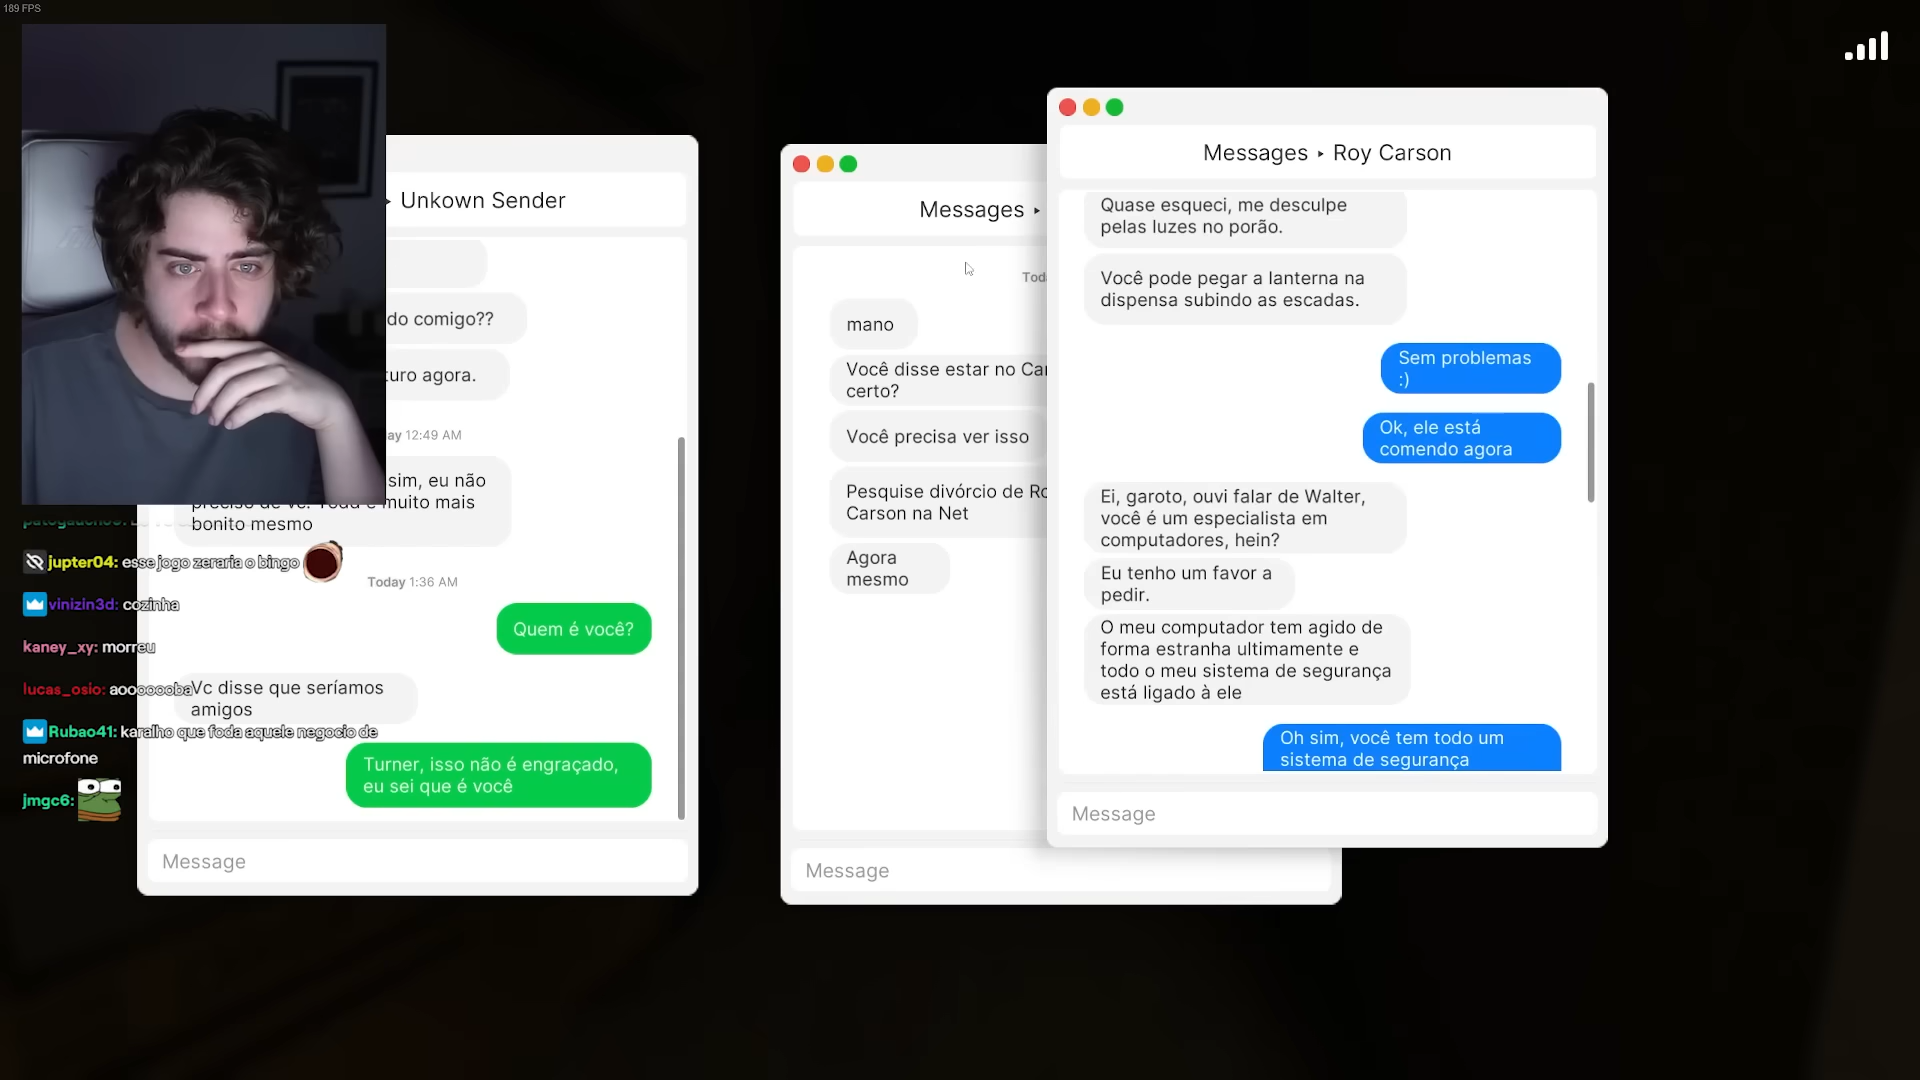 189 FPS
Unkown Sender
do comigo??
turo agora.
ay 12:49 AM
sim, eu não
muito mais
bonito mesmo
Today 1:36 AM
Quem é você?
Vc disse que seríamos
amigos
Turner, isso não é engraçado,
eu sei que é você
Message
jupter04: esse jogo zeraria o bingo
vinizin3d: cozinha
kaney_xy: morreu
lucas_osio: aoooooooba
Rubao41: karalho que foda aquele negocio de
microfone
jmgc6:
Messages ▸
Toda
mano
Você disse estar no Car
certo?
Você precisa ver isso
Pesquise divórcio de Ro
Carson na Net
Agora
mesmo
Message
Messages ▸ Roy Carson
Quase esqueci, me desculpe
pelas luzes no porão.
Você pode pegar a lanterna na
dispensa subindo as escadas.
Sem problemas
:)
Ok, ele está
comendo agora
Ei, garoto, ouvi falar de Walter,
você é um especialista em
computadores, hein?
Eu tenho um favor a
pedir.
O meu computador tem agido de
forma estranha ultimamente e
todo o meu sistema de segurança
está ligado à ele
Oh sim, você tem todo um
sistema de segurança
Message